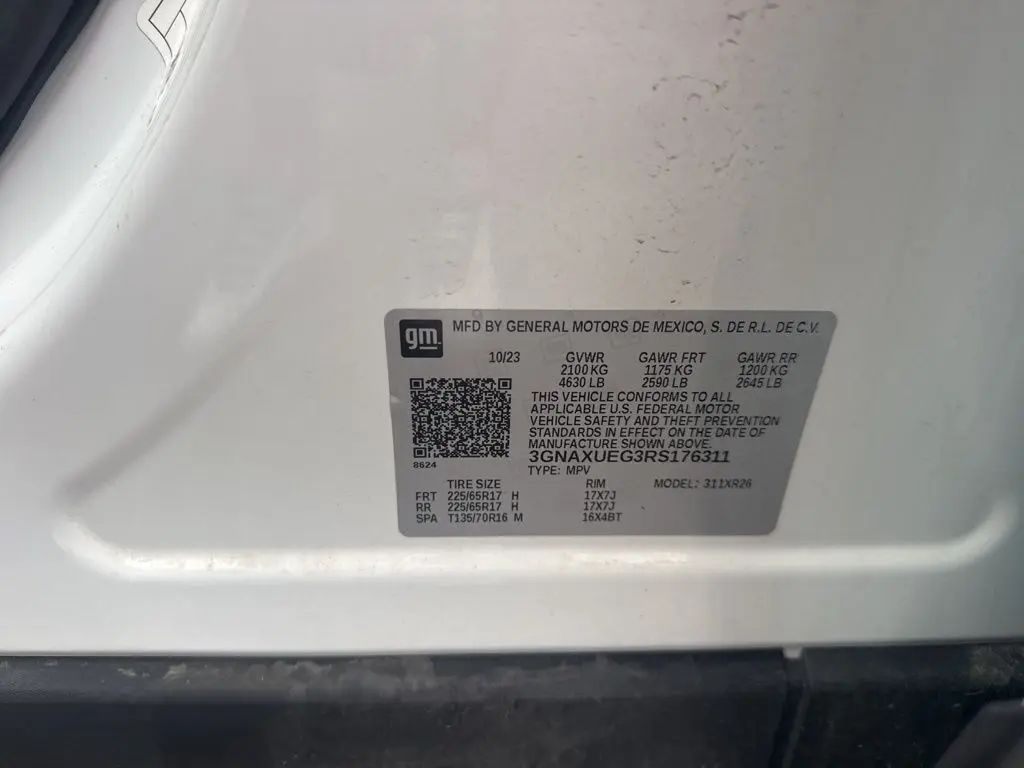 gm
MFD BY GENERAL MOTORS DE MEXICO, S. DE R.L. DE C.V.
10/23 GVWR GAWR FRT GAWR RR
2100 KG 1175 KG 1200 KG
4630 LB 2590 LB 2645 LB
THIS VEHICLE CONFORMS TO ALL
APPLICABLE U.S. FEDERAL MOTOR
VEHICLE SAFETY AND THEFT PREVENTION
STANDARDS IN EFFECT ON THE DATE OF
MANUFACTURE SHOWN ABOVE.
8624
3GNAXUEG3RS176311
TYPE: MPV
TIRE SIZE RIM MODEL: 311XR26
FRT 225/65R17 H 17X7J
RR 225/65R17 H 17X7J
SPA T135/70R16 M 16X4BT